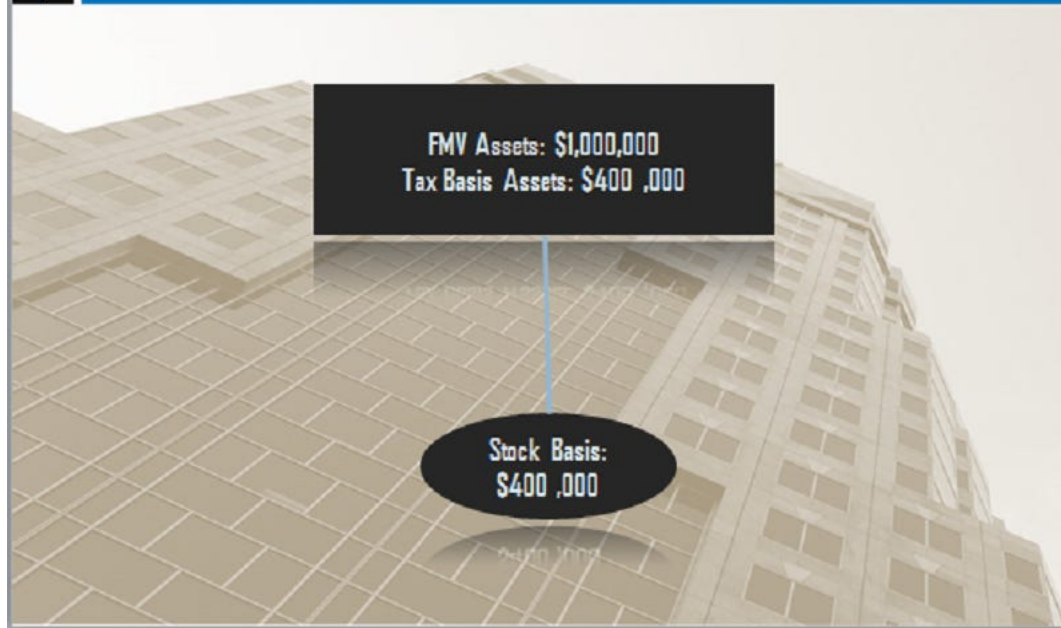 FMV Assets: $1,000,000
Tax Basis Assets: $400 ,000
Stock Basis:
$400 ,000